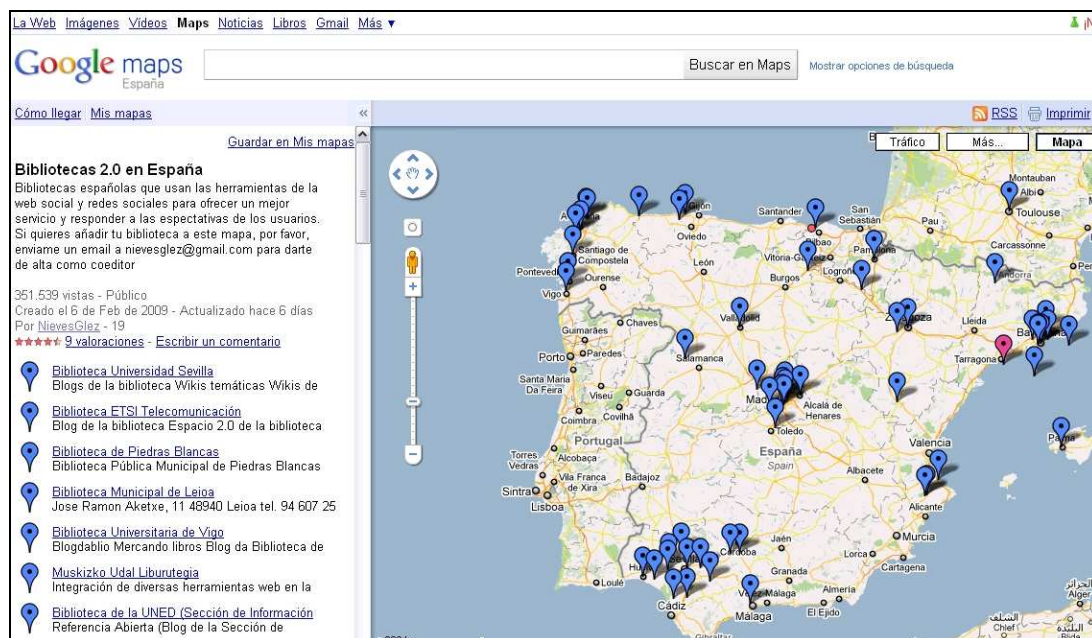 La Web Imágenes Vídeos Maps Noticias Libros Gmail Más ▼
Google maps
España
Buscar en Maps
Mostrar opciones de búsqueda
Cómo llegar Mis mapas
«
RSS Imprimir
Guardar en Mis mapas
Bibliotecas 2.0 en España
Bibliotecas españolas que usan las herramientas de la
web social y redes sociales para ofrecer un mejor
servicio y responder a las espectativas de los usuarios.
Si quieres añadir tu biblioteca a este mapa, por favor,
enviame un email a nievesglez@gmail.com para darte
de alta como coeditor
351.539 vistas - Público
Creado el 6 de Feb de 2009 - Actualizado hace 6 días
Por NievesGlez - 19
9 valoraciones - Escribir un comentario
Biblioteca Universidad Sevilla
Blogs de la biblioteca Wikis temáticas Wikis de
Biblioteca ETSI Telecomunicación
Blog de la biblioteca Espacio 2.0 de la biblioteca
Biblioteca de Piedras Blancas
Biblioteca Pública Municipal de Piedras Blancas
Biblioteca Municipal de Leioa
Jose Ramon Aketxe, 11 48940 Leioa tel. 94 607 25
Biblioteca Universitaria de Vigo
Blogdablio Mercando libros Blog da Biblioteca de
Muskizko Udal Liburutegia
Integración de diversas herramientas web en la
Biblioteca de la UNED (Sección de Información
Referencia Abierta (Blog de la Sección de
Tráfico
Más...
Mapa
Montauban
Albi
Toulouse
Gijón
Santander
San
Sebastián
Pau
Oviedo
Bilbao
Carcassonne
Santiago de
Compostela
León
Vitoria-
Andorra
Pontevedra
Ourense
Burgos
Logroño
Vigo
Chaves
Valladolid
Lleida
Guimarães
Porto
Paredes
Salamanca
Tarragona
Santa Maria
Da Feira
Viseu
Guarda
Alcalá de
Henares
Coimbra
Covilhã
Toledo
Portugal
España
Spain
Valencia
Palma
Torres
Vedras
Alcobaça
Vila Franca
de Xira
Badajoz
Albacete
Sintra
Lisboa
Alicante
Murcia
Córdoba
Jaén
Lorca
Cartagena
Loulé
Granada
Almeria
Vélez-Málaga
Cádiz
Málaga
El Ejido
الجزائر
Alger
الشلف
Chief
البليدة